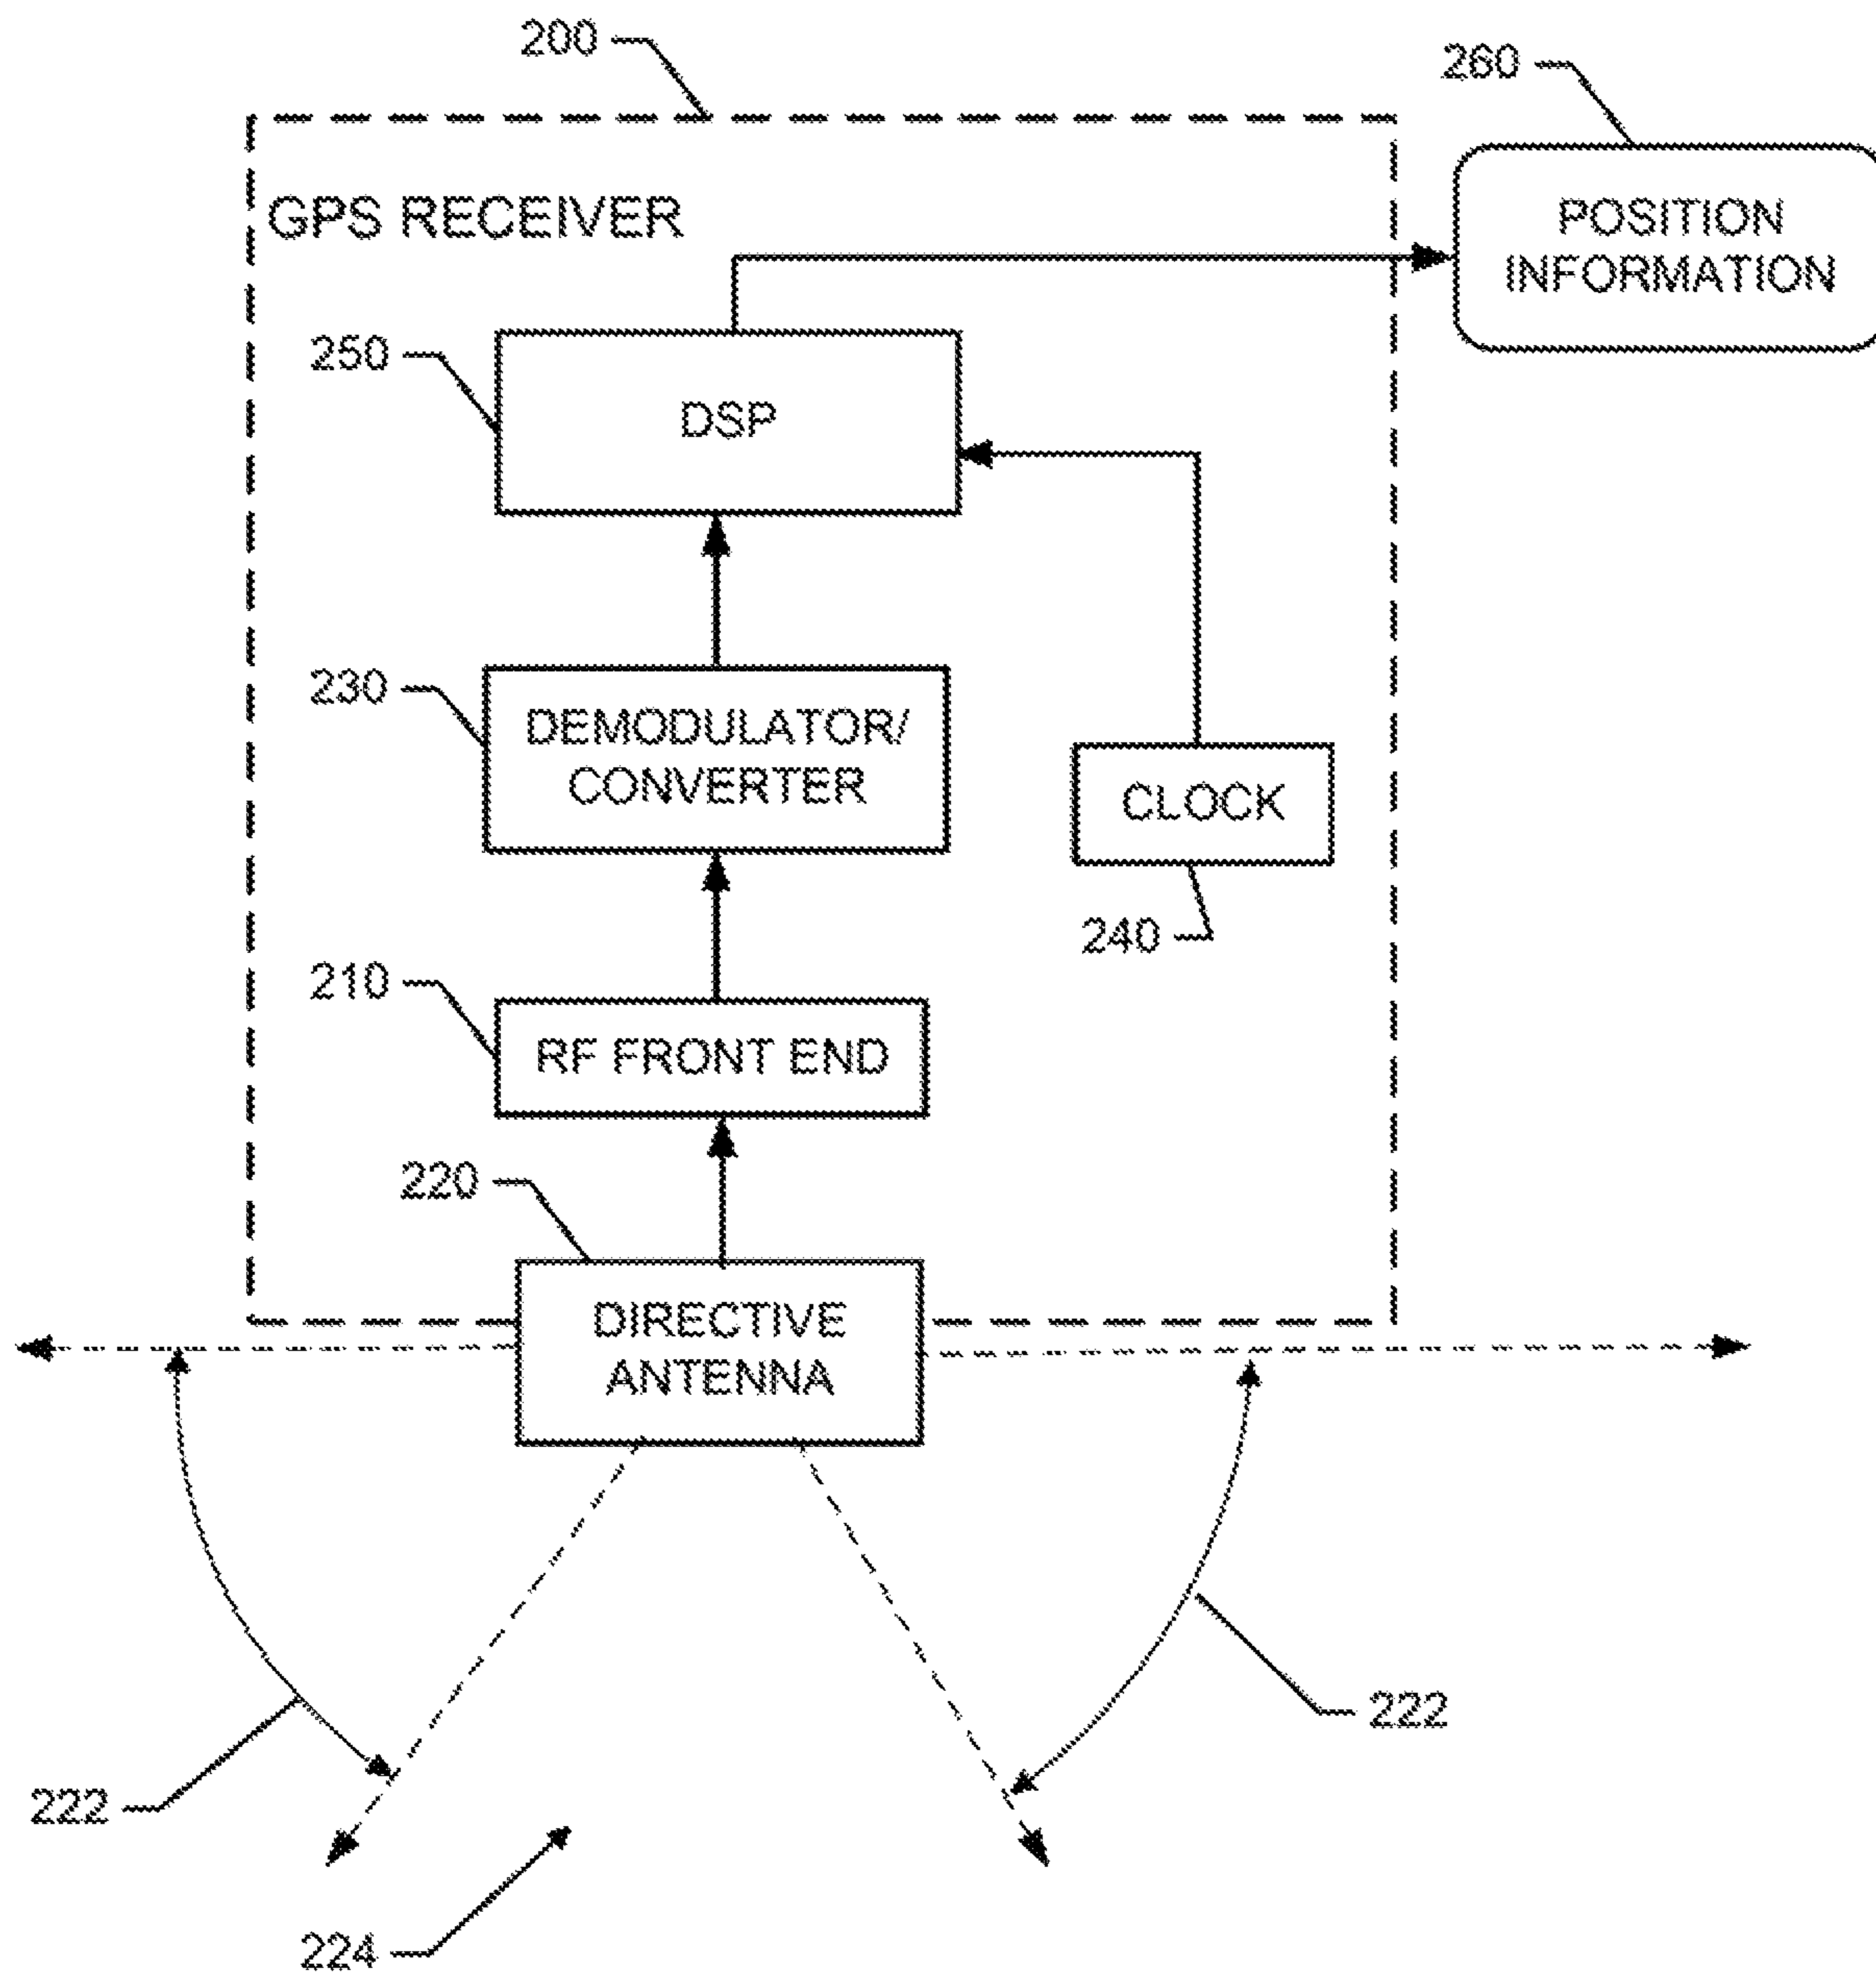 200
260
GPS RECEIVER
POSITION
INFORMATION
250
DSP
230
DEMODULATOR/
CONVERTER
CLOCK
240
210
RF FRONT END
220
DIRECTIVE
ANTENNA
222
222
224